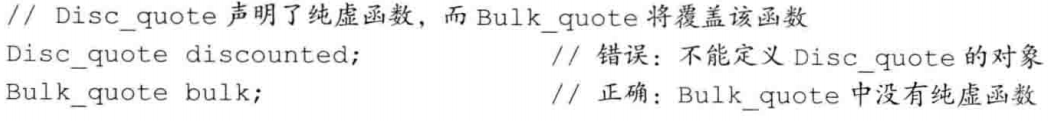 // Disc_quote 声明了纯虚函数，而 Bulk_quote 将覆盖该函数
Disc_quote discounted; // 错误：不能定义 Disc_quote 的对象
Bulk_quote bulk; // 正确：Bulk_quote 中没有纯虚函数